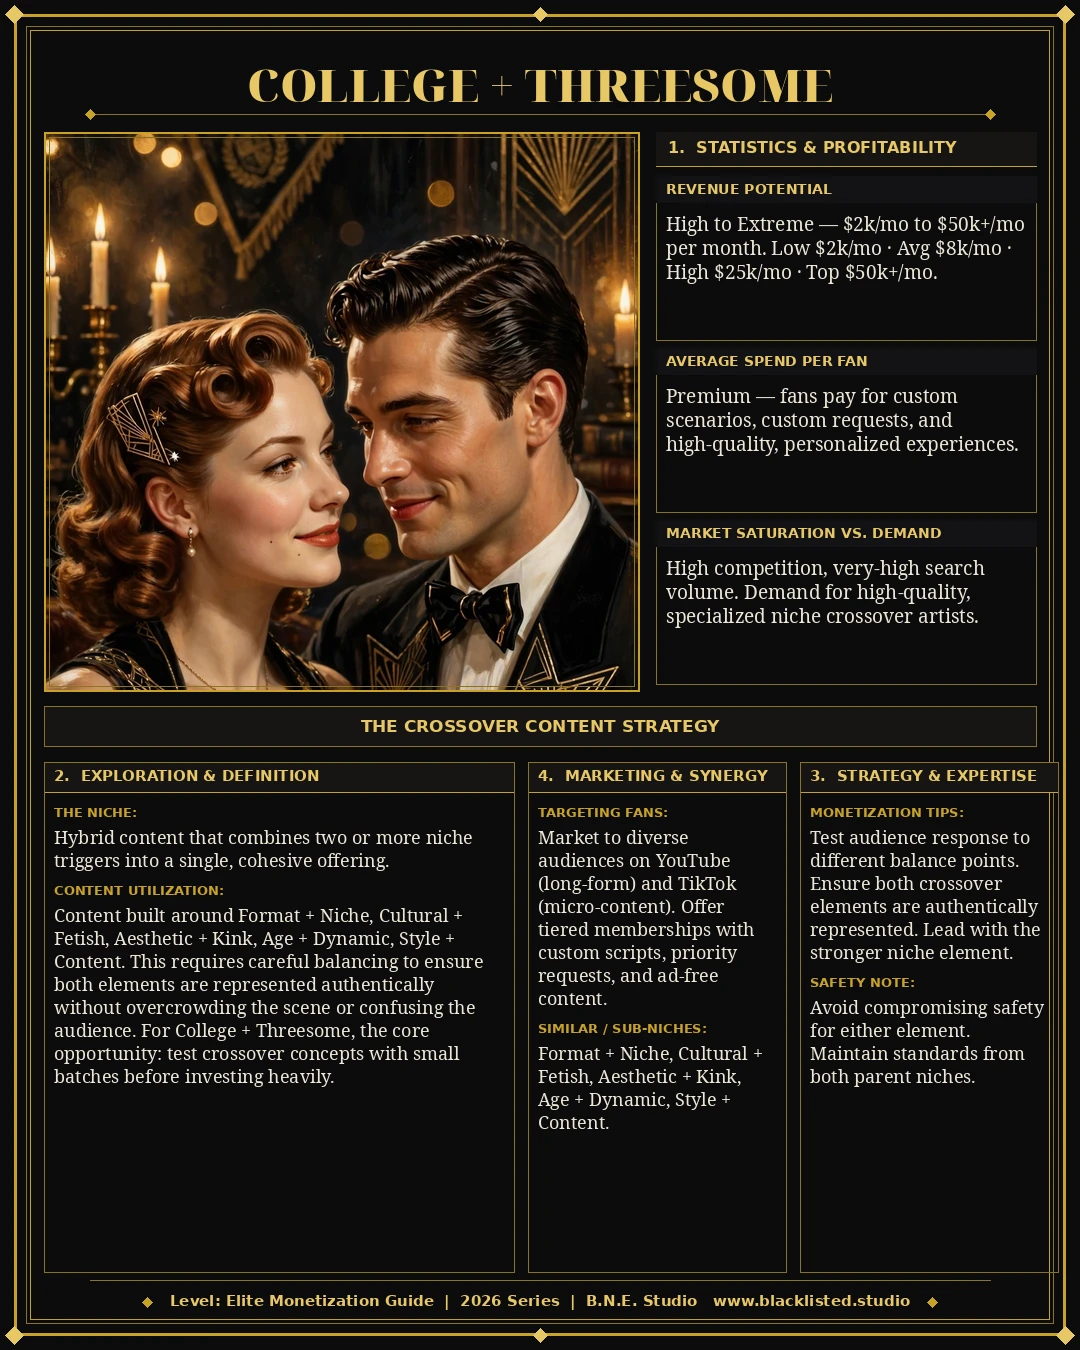 COLLEGE + THREESOME
1. STATISTICS & PROFITABILITY
REVENUE POTENTIAL
High to Extreme — $2k/mo to $50k+/mo
per month. Low $2k/mo · Avg $8k/mo ·
High $25k/mo · Top $50k+/mo.
AVERAGE SPEND PER FAN
Premium — fans pay for custom
scenarios, custom requests, and
high-quality, personalized experiences.
MARKET SATURATION VS. DEMAND
High competition, very-high search
volume. Demand for high-quality,
specialized niche crossover artists.
THE CROSSOVER CONTENT STRATEGY
2. EXPLORATION & DEFINITION
THE NICHE:
Hybrid content that combines two or more niche
triggers into a single, cohesive offering.
CONTENT UTILIZATION:
Content built around Format + Niche, Cultural +
Fetish, Aesthetic + Kink, Age + Dynamic, Style +
Content. This requires careful balancing to ensure
both elements are represented authentically
without overcrowding the scene or confusing the
audience. For College + Threesome, the core
opportunity: test crossover concepts with small
batches before investing heavily.
4. MARKETING & SYNERGY
TARGETING FANS:
Market to diverse
audiences on YouTube
(long-form) and TikTok
(micro-content). Offer
tiered memberships with
custom scripts, priority
requests, and ad-free
content.
SIMILAR / SUB-NICHES:
Format + Niche, Cultural +
Fetish, Aesthetic + Kink,
Age + Dynamic, Style +
Content.
3. STRATEGY & EXPERTISE
MONETIZATION TIPS:
Test audience response to
different balance points.
Ensure both crossover
elements are authentically
represented. Lead with the
stronger niche element.
SAFETY NOTE:
Avoid compromising safety
for either element.
Maintain standards from
both parent niches.
Level: Elite Monetization Guide | 2026 Series | B.N.E. Studio www.blacklisted.studio